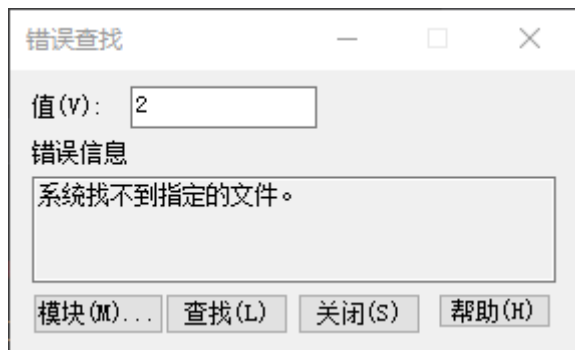 错误查找
值(V): 2
错误信息
系统找不到指定的文件。
模块(M)... 查找(L) 关闭(S) 帮助(H)